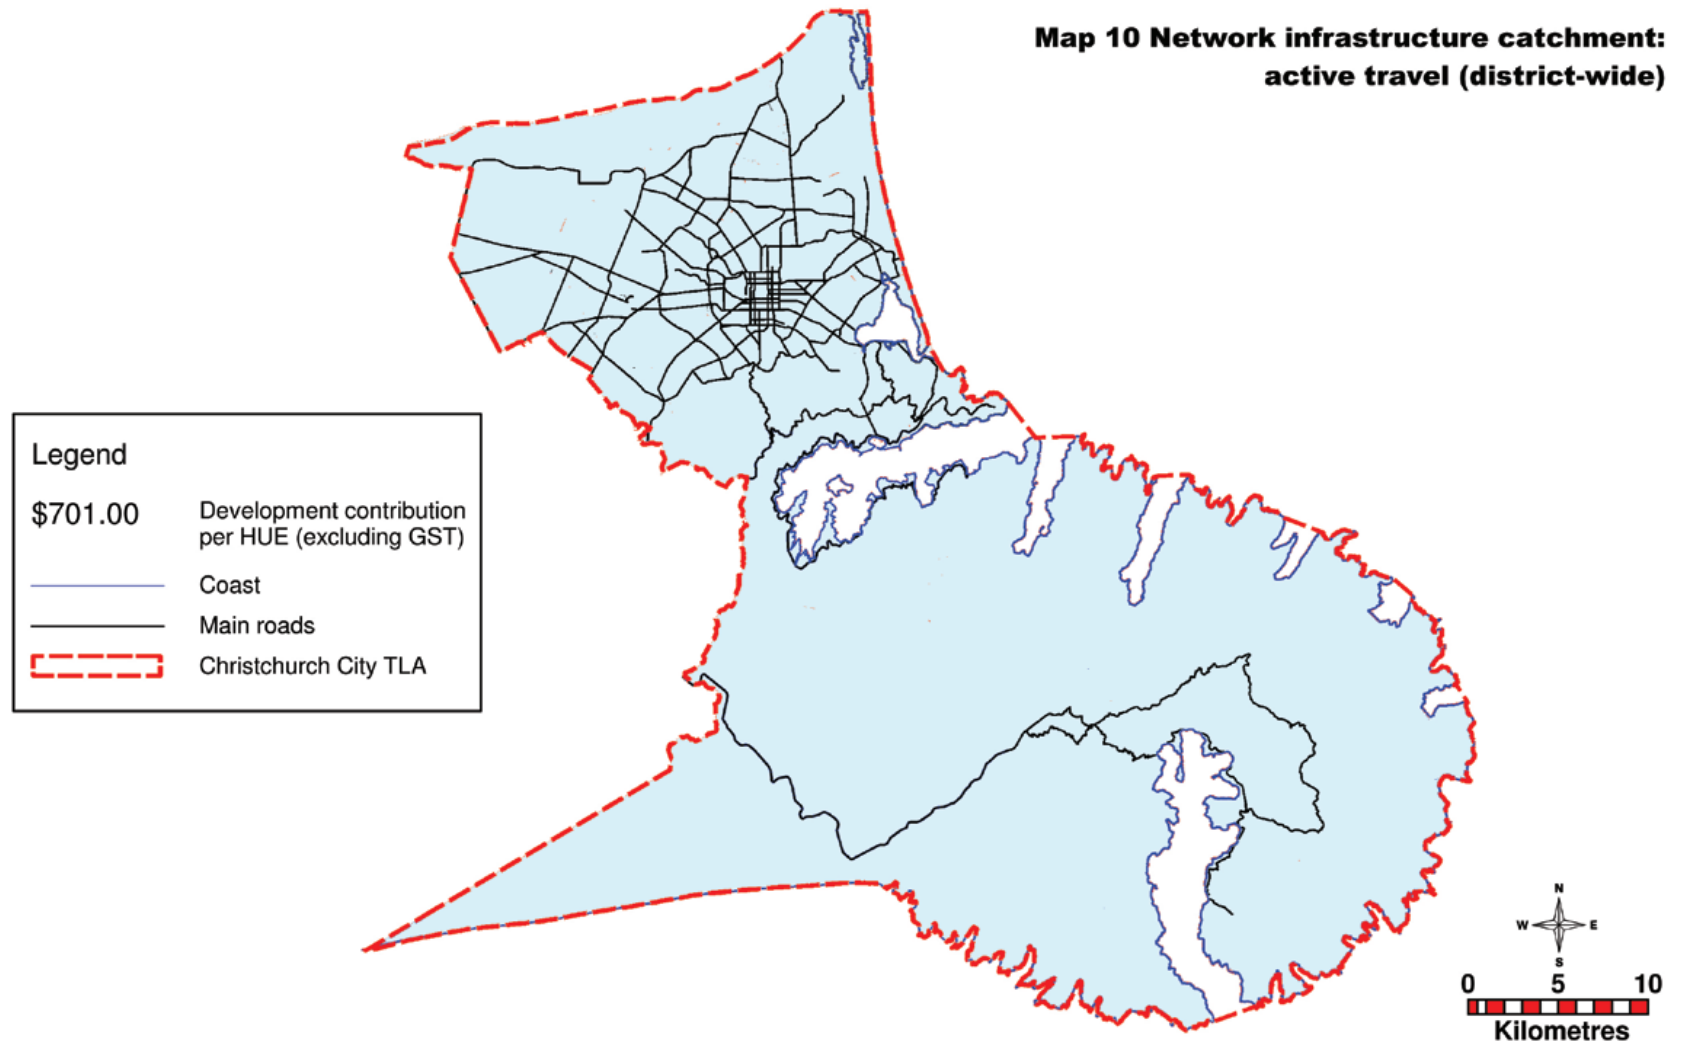 Map 10 Network infrastructure catchment:
active travel (district-wide)
Legend
$701.00
Development contribution
per HUE (excluding GST)
Coast
Main roads
Christchurch City TLA
N
W E
S
0 5 10
Kilometres